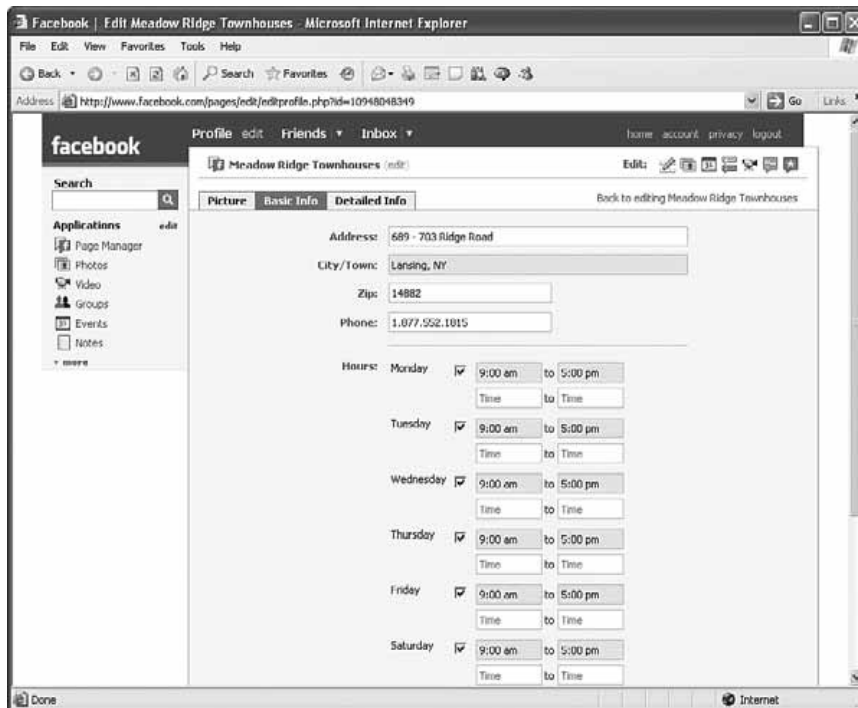 Facebook | Edit Meadow Ridge Townhouses - Microsoft Internet Explorer
File Edit View Favorites Tools Help
Back Search Favorites
Address http://www.facebook.com/pages/edit/editprofile.php?id=10948048349 Go Links
facebook Profile edit Friends Inbox home account privacy logout
Meadow Ridge Townhouses (edit) Edit:
Search
Picture Basic Info Detailed Info Back to editing Meadow Ridge Townhouses
Applications edit
Page Manager
Photos
Video
Groups
Events
Notes
more
Address: 689 - 703 Ridge Road
City/Town: Lansing, NY
Zip: 14882
Phone: 1.877.552.1815
Hours: Monday 9:00 am to 5:00 pm
Time to Time
Tuesday 9:00 am to 5:00 pm
Time to Time
Wednesday 9:00 am to 5:00 pm
Time to Time
Thursday 9:00 am to 5:00 pm
Time to Time
Friday 9:00 am to 5:00 pm
Time to Time
Saturday 9:00 am to 5:00 pm
Time to Time
Done Internet